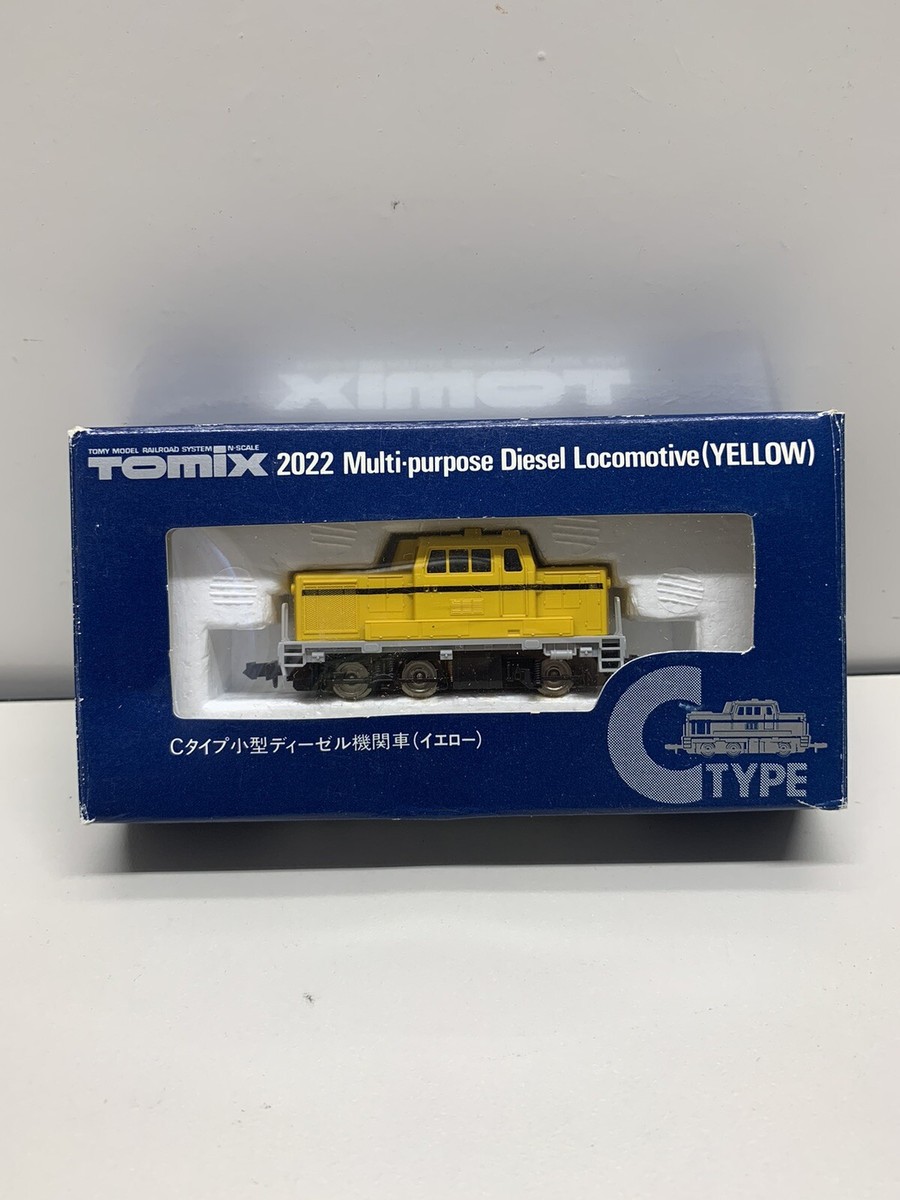 TOMY MODEL RAILROAD SYSTEM N-SCALE
TOMIX 2022 Multi-purpose Diesel Locomotive (YELLOW)
Cタイプ小型ディーゼル機関車(イエロー)
C TYPE
TOMIX